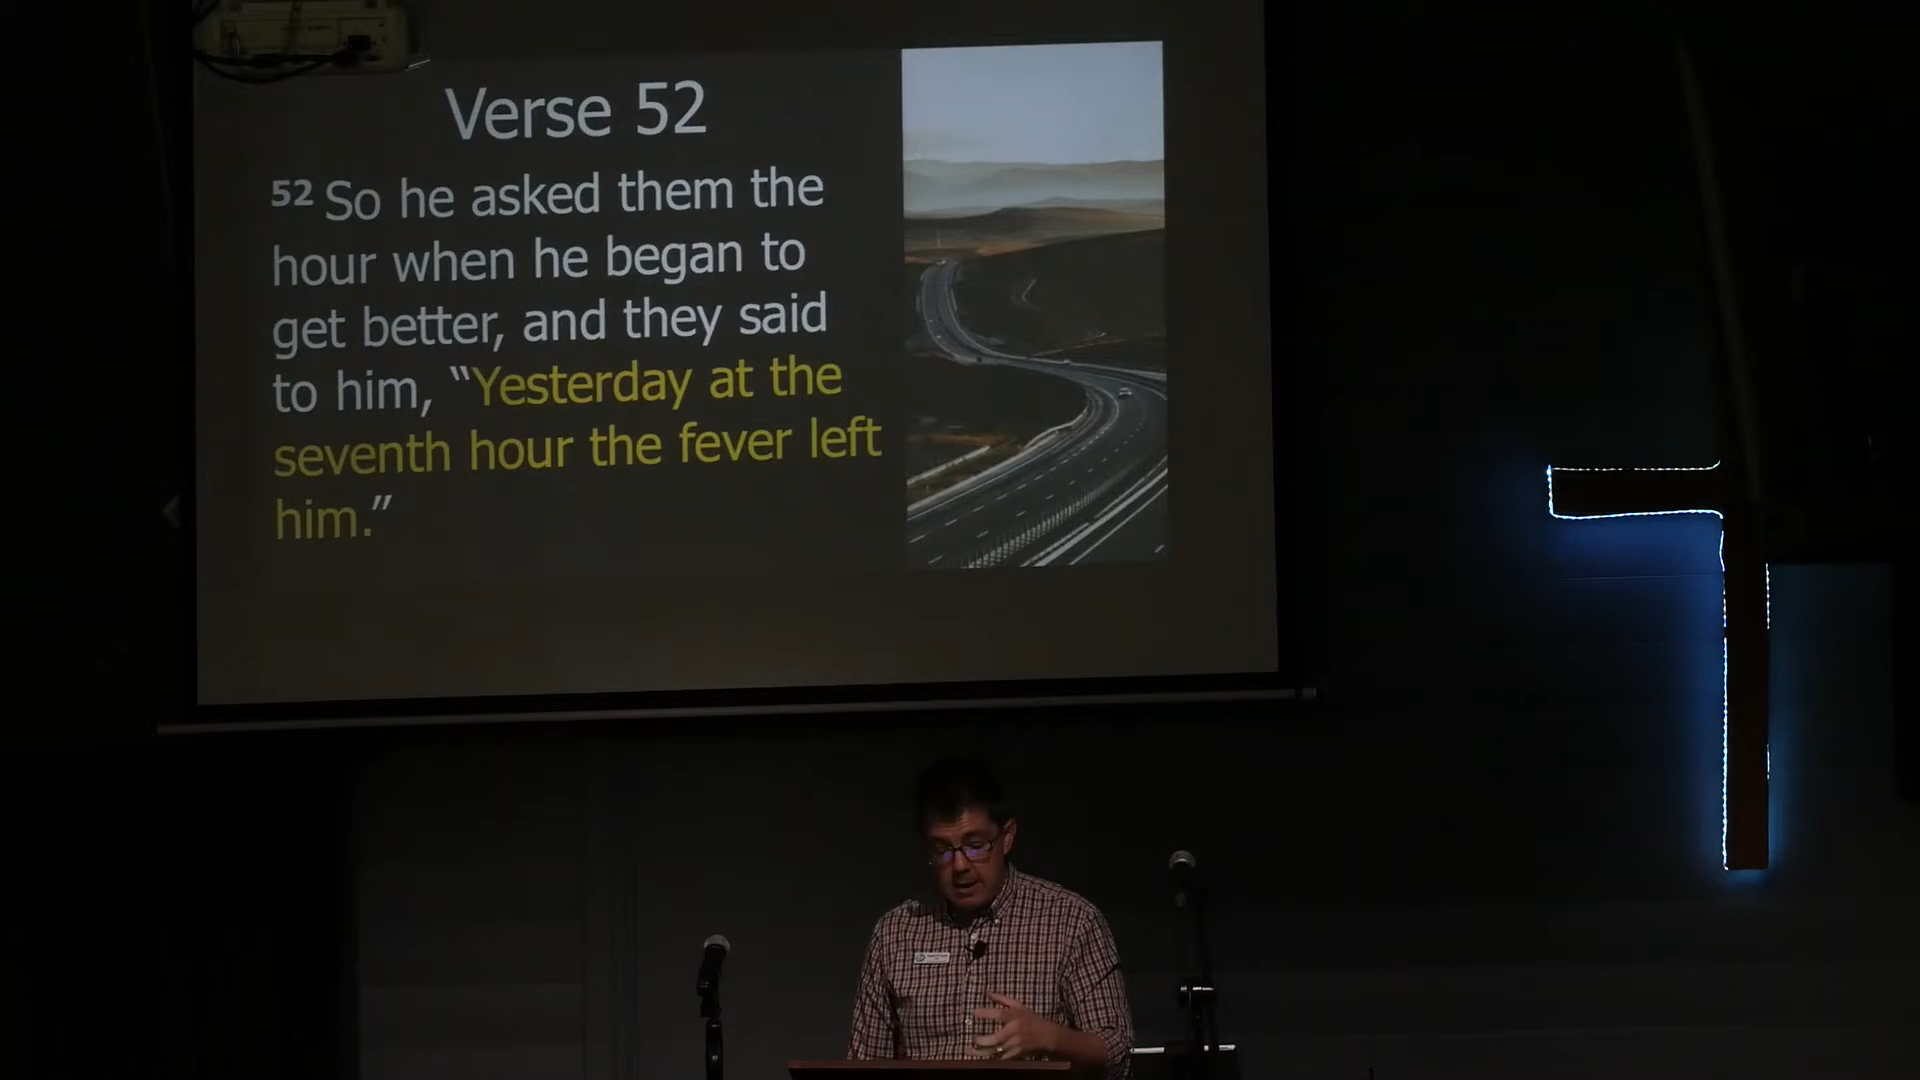 Verse 52
52 So he asked them the
hour when he began to
get better, and they said
to him, “Yesterday at the
seventh hour the fever left
him.”